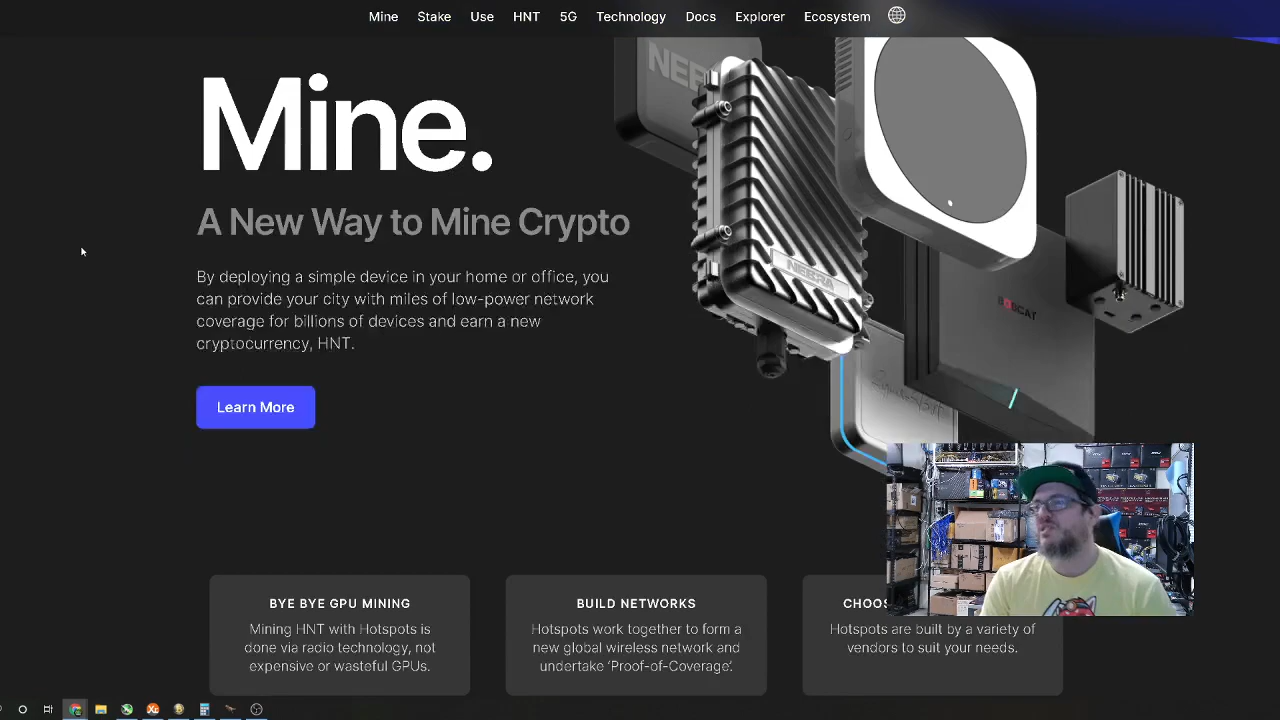 Mine Stake Use HNT 5G Technology Docs Explorer Ecosystem
Mine.
A New Way to Mine Crypto
By deploying a simple device in your home or office, you
can provide your city with miles of low-power network
coverage for billions of devices and earn a new
cryptocurrency, HNT.
Learn More
NEBRA
BOBCAT
BYE BYE GPU MINING
Mining HNT with Hotspots is
done via radio technology, not
expensive or wasteful GPUs.
BUILD NETWORKS
Hotspots work together to form a
new global wireless network and
undertake ‘Proof-of-Coverage’.
Hotspots are built by a variety of
vendors to suit your needs.